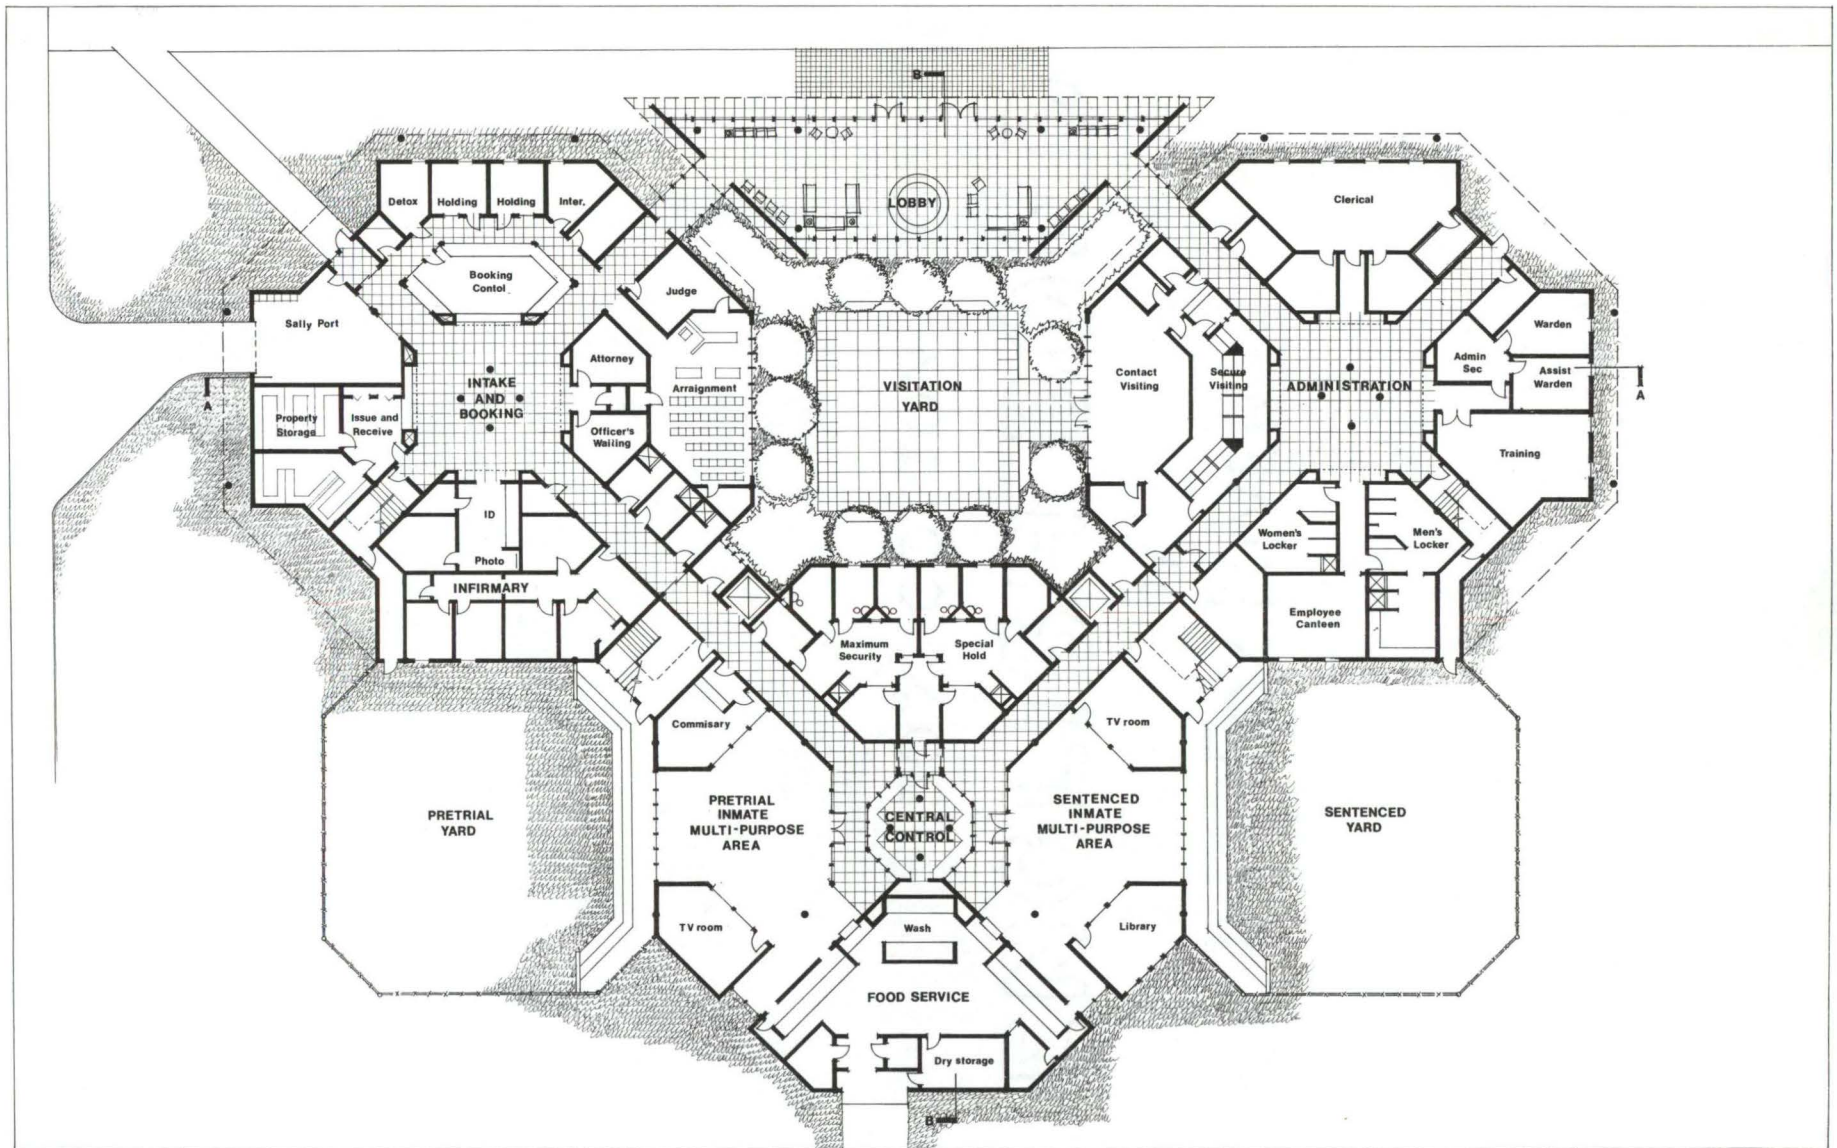 B
LOBBY
Detox
Holding
Holding
Inter.
Clerical
Booking
Contol
Judge
Sally Port
Warden
Attorney
Admin
Sec
Assist
Warden
A
A
INTAKE
AND
BOOKING
Arraignment
VISITATION
YARD
Contact
Visiting
Secure
Visiting
ADMINISTRATION
Property
Storage
Issue and
Receive
Officer's
Waiting
Training
ID
Photo
Women's
Locker
Men's
Locker
INFIRMARY
Employee
Canleen
Maximum
Security
Special
Hold
Commisary
TV room
PRETRIAL
YARD
PRETRIAL
INMATE
MULTI-PURPOSE
AREA
CENTRAL
CONTROL
SENTENCED
INMATE
MULTI-PURPOSE
AREA
SENTENCED
YARD
TV room
Wash
Library
FOOD SERVICE
Dry storage
B